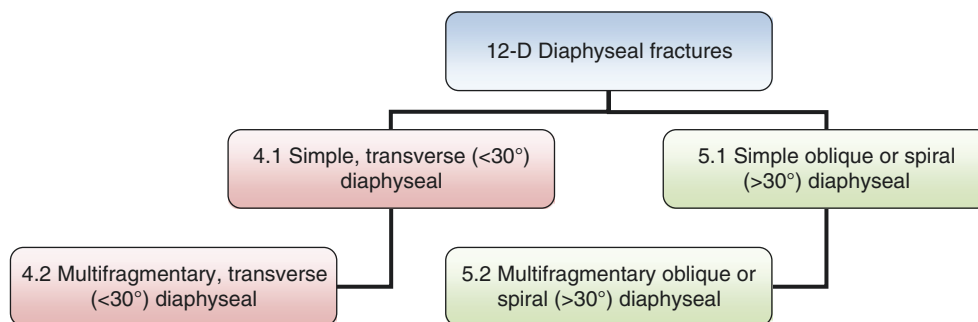 12-D Diaphyseal fractures
4.1 Simple, transverse (<30°)
diaphyseal
5.1 Simple oblique or spiral
(>30°) diaphyseal
4.2 Multifragmentary, transverse
(<30°) diaphyseal
5.2 Multifragmentary oblique or
spiral (>30°) diaphyseal